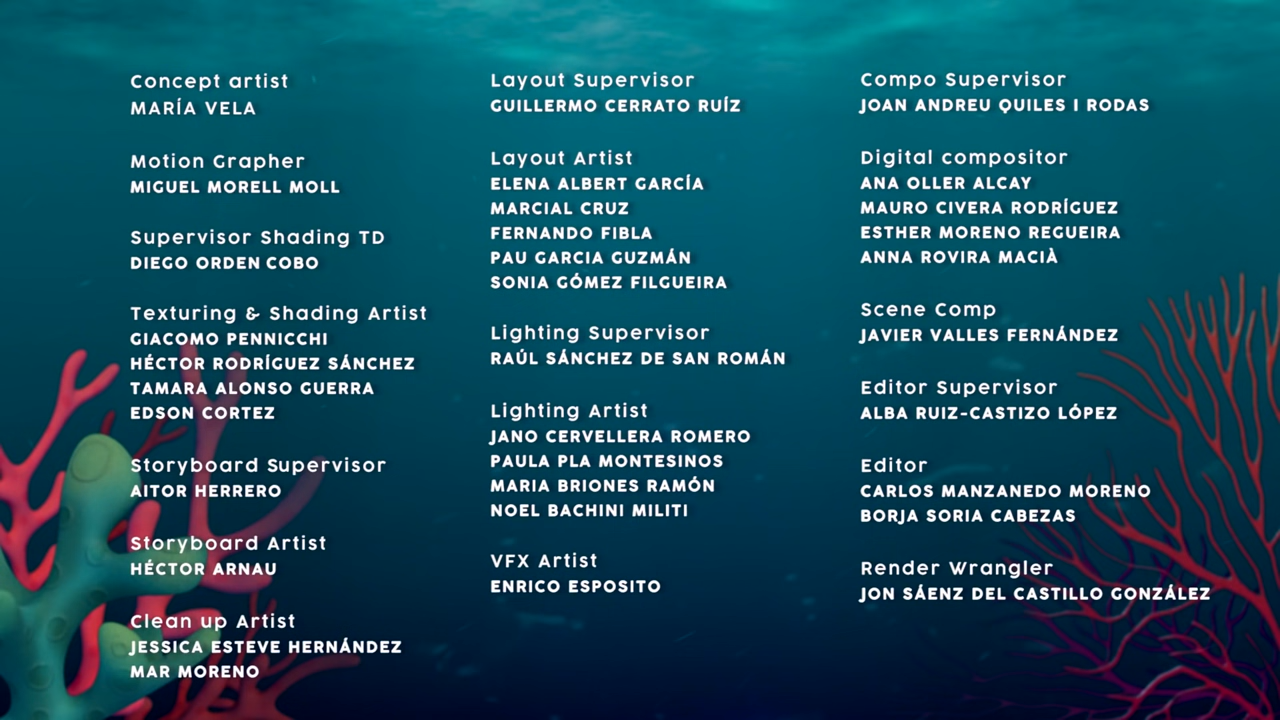 Concept artist
MARÍA VELA
Motion Grapher
MIGUEL MORELL MOLL
Supervisor Shading TD
DIEGO ORDEN COBO
Texturing & Shading Artist
GIACOMO PENNICCHI
HÉCTOR RODRÍGUEZ SÁNCHEZ
TAMARA ALONSO GUERRA
EDSON CORTEZ
Storyboard Supervisor
AITOR HERRERO
Storyboard Artist
HÉCTOR ARNAU
Clean up Artist
JESSICA ESTEVE HERNÁNDEZ
MAR MORENO
Layout Supervisor
GUILLERMO CERRATO RUÍZ
Layout Artist
ELENA ALBERT GARCÍA
MARCIAL CRUZ
FERNANDO FIBLA
PAU GARCIA GUZMÁN
SONIA GÓMEZ FILGUEIRA
Lighting Supervisor
RAÚL SÁNCHEZ DE SAN ROMÁN
Lighting Artist
JANO CERVELLERA ROMERO
PAULA PLA MONTESINOS
MARIA BRIONES RAMÓN
NOEL BACHINI MILITI
VFX Artist
ENRICO ESPOSITO
Compo Supervisor
JOAN ANDREU QUILES I RODAS
Digital compositor
ANA OLLER ALCAY
MAURO CIVERA RODRÍGUEZ
ESTHER MORENO REGUEIRA
ANNA ROVIRA MACIÀ
Scene Comp
JAVIER VALLES FERNÁNDEZ
Editor Supervisor
ALBA RUIZ-CASTIZO LÓPEZ
Editor
CARLOS MANZANEDO MORENO
BORJA SORIA CABEZAS
Render Wrangler
JON SÁENZ DEL CASTILLO GONZÁLEZ